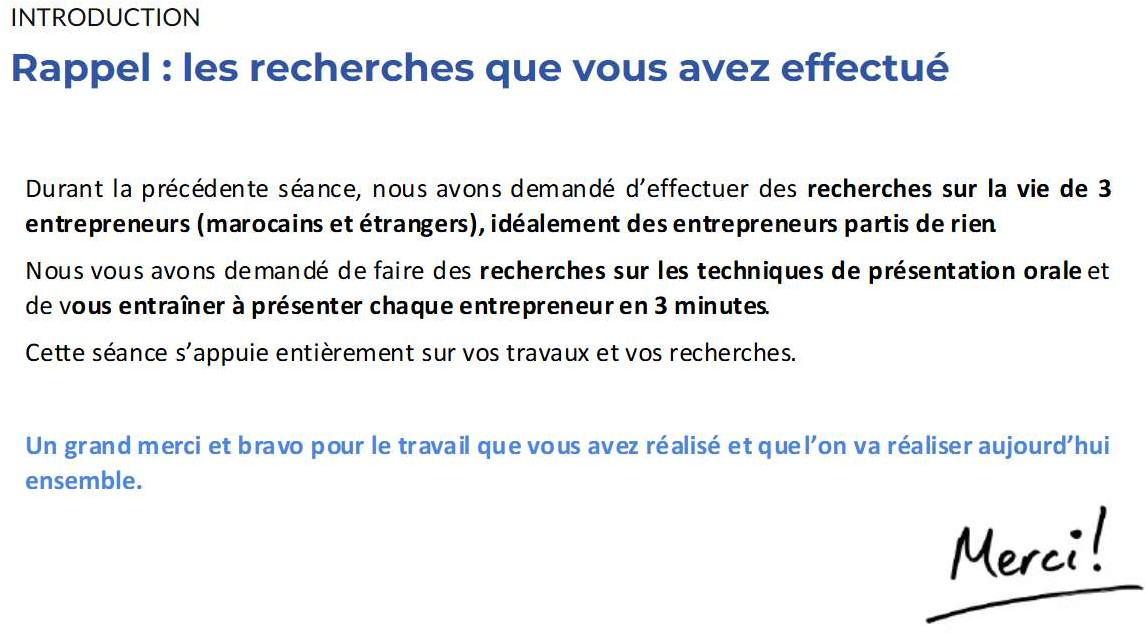 INTRODUCTION
Rappel : les recherches que vous avez effectué
Durant la précédente séance, nous avons demandé d’effectuer des recherches sur la vie de 3
entrepreneurs (marocains et étrangers), idéalement des entrepreneurs partis de rien.
Nous vous avons demandé de faire des recherches sur les techniques de présentation orale et
de vous entraîner à présenter chaque entrepreneur en 3 minutes.
Cette séance s’appuie entièrement sur vos travaux et vos recherches.
Un grand merci et bravo pour le travail que vous avez réalisé et que l’on va réaliser aujourd’hui
ensemble.
Merci!